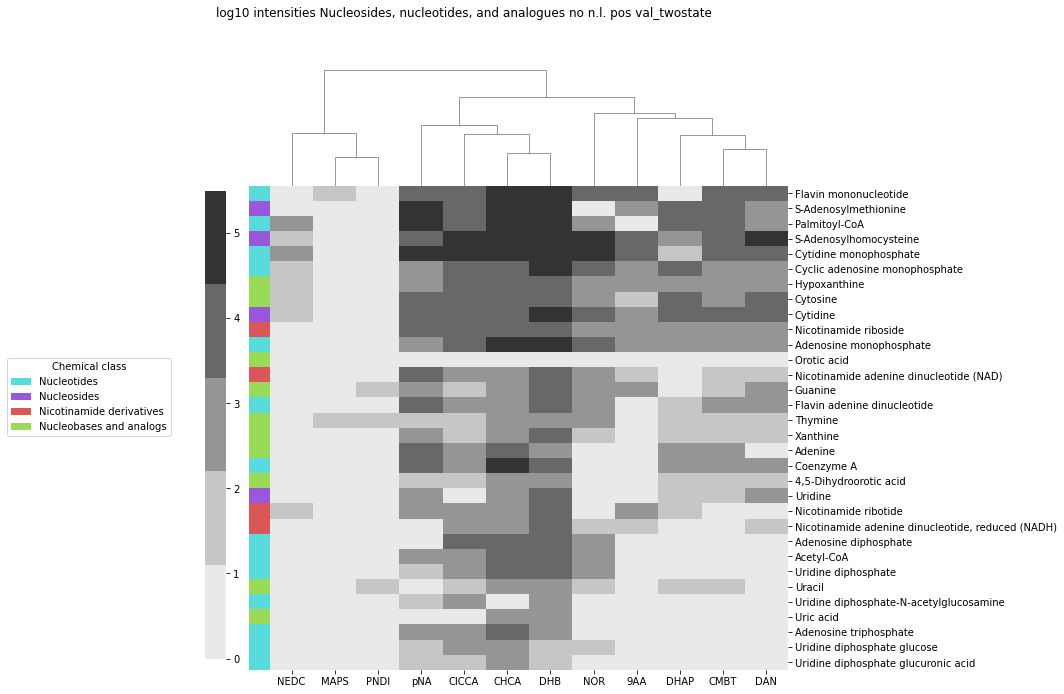 log10 intensities Nucleosides, nucleotides, and analogues no n.l. pos val_twostate
Chemical class
Nucleotides
Nucleosides
Nicotinamide derivatives
Nucleobases and analogs
5
4
3
2
1
0
Flavin mononucleotide
S-Adenosylmethionine
Palmitoyl-CoA
S-Adenosylhomocysteine
Cytidine monophosphate
Cyclic adenosine monophosphate
Hypoxanthine
Cytosine
Cytidine
Nicotinamide riboside
Adenosine monophosphate
Orotic acid
Nicotinamide adenine dinucleotide (NAD)
Guanine
Flavin adenine dinucleotide
Thymine
Xanthine
Adenine
Coenzyme A
4,5-Dihydroorotic acid
Uridine
Nicotinamide ribotide
Nicotinamide adenine dinucleotide, reduced (NADH)
Adenosine diphosphate
Acetyl-CoA
Uridine diphosphate
Uracil
Uridine diphosphate-N-acetylglucosamine
Uric acid
Adenosine triphosphate
Uridine diphosphate glucose
Uridine diphosphate glucuronic acid
NEDC MAPS PNDI pNA ClCCA CHCA DHB NOR 9AA DHAP CMBT DAN